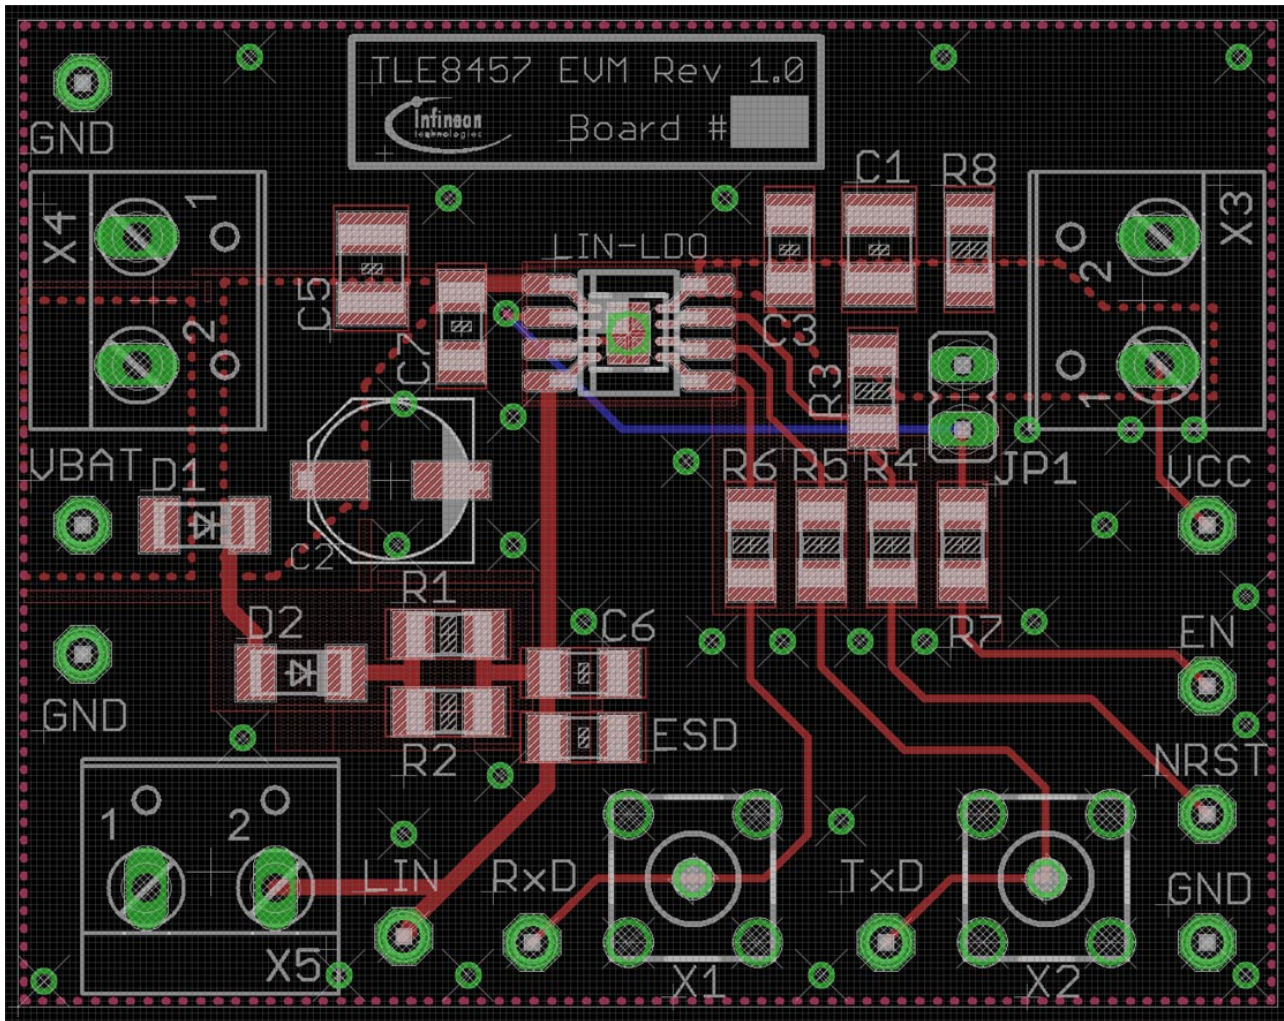 TLE8457 EVM Rev 1.0
Infineon
technologies
Board #
GND
X4
1
2
C5
C7
LIN-LDO
C1
R8
C3
R3
X3
2
1
VBAT
D1
C2
R6
R5
R4
JP1
VCC
R1
D2
C6
R7
EN
GND
R2
ESD
NRST
1
2
LIN
RxD
TxD
GND
X5
X1
X2